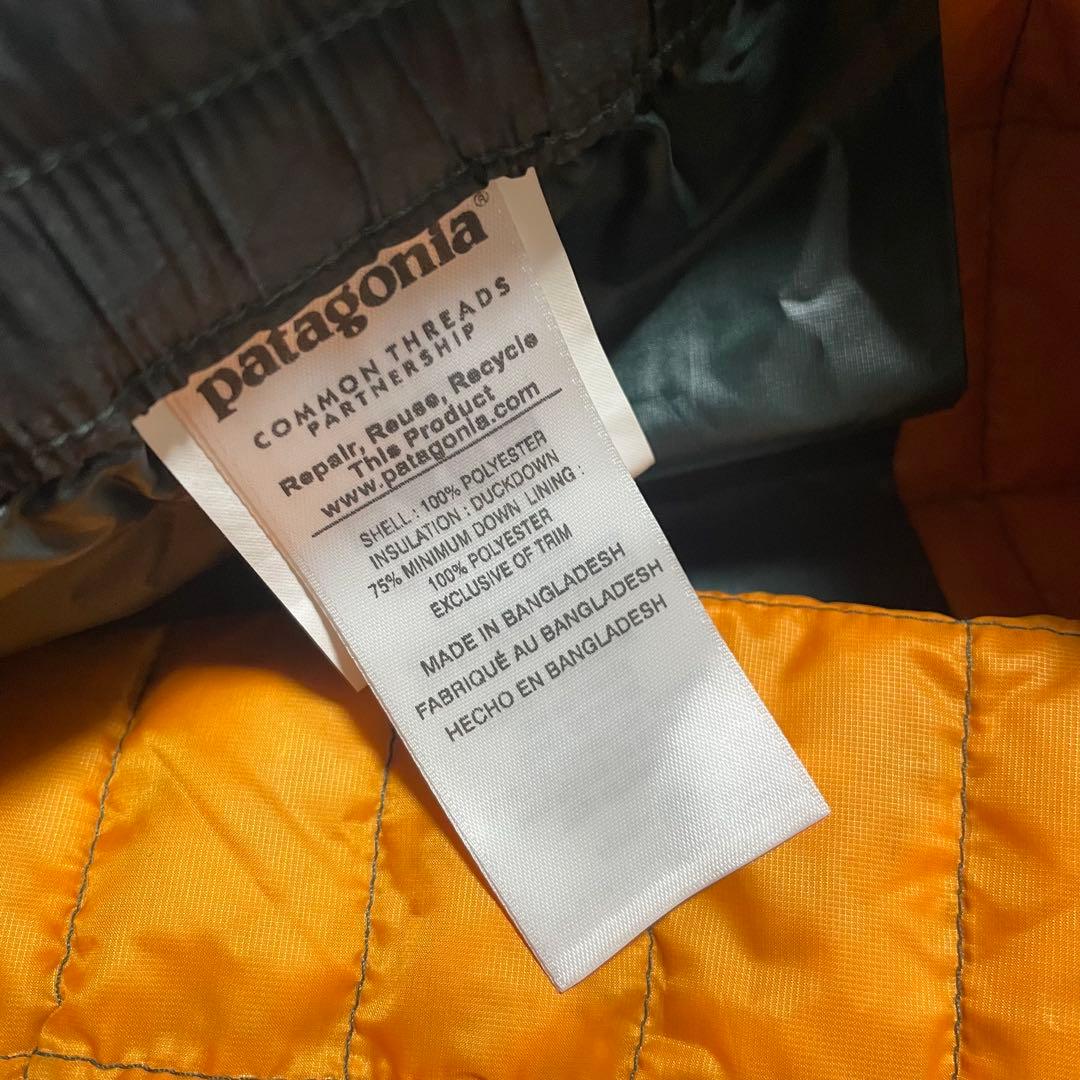 patagonia®
COMMON THREADS
PARTNERSHIP
Repair, Reuse, Recycle
This Product
www.patagonia.com
SHELL : 100% POLYESTER
INSULATION : DUCKDOWN
75% MINIMUM DOWN LINING :
100% POLYESTER
EXCLUSIVE OF TRIM
MADE IN BANGLADESH
FABRIQUÉ AU BANGLADESH
HECHO EN BANGLADESH